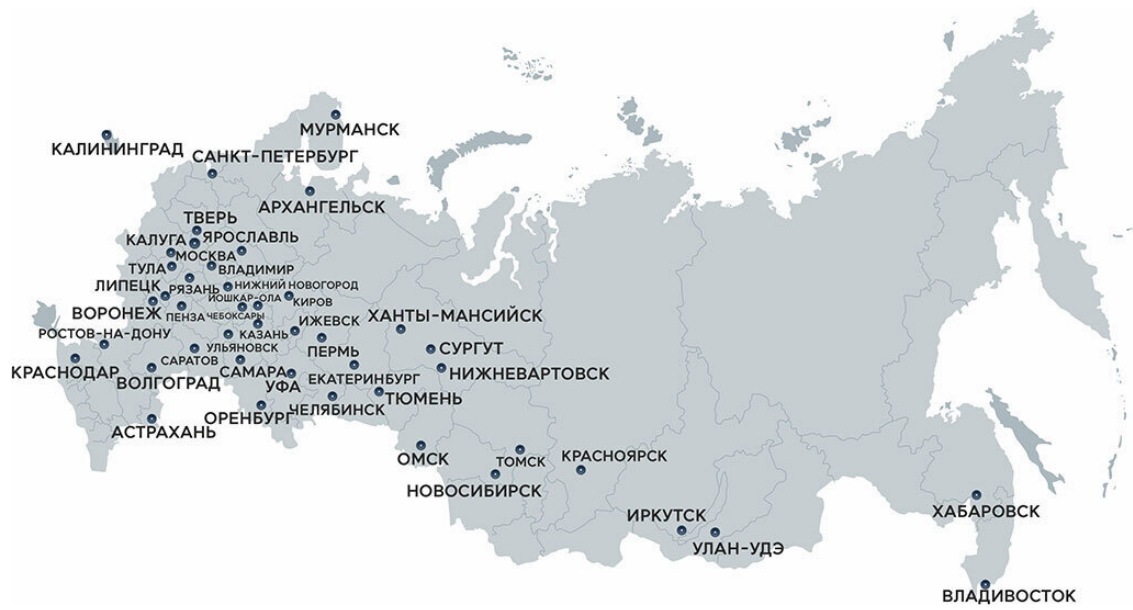 МУРМАНСК
КАЛИНИНГРАД
САНКТ-ПЕТЕРБУРГ
АРХАНГЕЛЬСК
ТВЕРЬ
КАЛУГА
ЯРОСЛАВЛЬ
МОСКВА
ТУЛА
ВЛАДИМИР
ЛИПЕЦК
РЯЗАНЬ
НИЖНИЙ НОВОГОРОД
ЙОШКАР-ОЛА
КИРОВ
ВОРОНЕЖ
ПЕНЗА
ЧЕБОКСАРЫ
ХАНТЫ-МАНСИЙСК
ИЖЕВСК
РОСТОВ-НА-ДОНУ
КАЗАНЬ
УЛЬЯНОВСК
ПЕРМЬ
СУРГУТ
САРАТОВ
КРАСНОДАР
ВОЛГОГРАД
САМАРА
УФА
ЕКАТЕРИНБУРГ
НИЖНЕВАРТОВСК
ТЮМЕНЬ
ЧЕЛЯБИНСК
ОРЕНБУРГ
АСТРАХАНЬ
ОМСК
ТОМСК
КРАСНОЯРСК
НОВОСИБИРСК
ИРКУТСК
ХАБАРОВСК
УЛАН-УДЭ
ВЛАДИВОСТОК